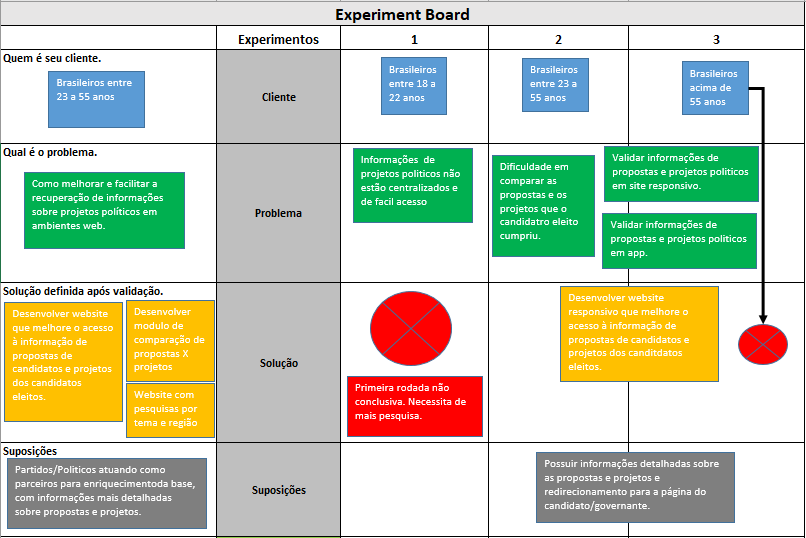 Experiment Board
Experimentos
1
2
3
Quem é seu cliente.
Brasileiros entre
23 a 55 anos
Cliente
Brasileiros
entre 18 a
22 anos
Brasileiros
entre 23 a
55 anos
Brasileiros
acima de
55 anos
Qual é o problema.
Como melhorar e facilitar a
recuperação de informações
sobre projetos políticos em
ambientes web.
Problema
Informações de
projetos politicos não
estão centralizados e
de facil acesso
Dificuldade em
comparar as
propostas e os
projetos que o
candidatro eleito
cumpriu.
Validar informações de
propostas e projetos politicos
em site responsivo.
Validar informações de
propostas e projetos politicos
em app.
Solução definida após validação.
Desenvolver website
que melhore o acesso
à informação de
propostas de
candidatos e projetos
dos candidatos
eleitos.
Desenvolver
modulo de
comparação de
propostas X
projetos
Website com
pesquisas por
tema e região
Solução
Primeira rodada não
conclusiva. Necessita de
mais pesquisa.
Desenvolver website
responsivo que melhore o
acesso à informação de
propostas de candidatos e
projetos dos canditdatos
eleitos.
Suposições
Partidos/Politicos atuando como
parceiros para enriquecimentoda base,
com informações mais detalhadas
sobre propostas e projetos.
Suposições
Possuir informações detalhadas sobre
as propostas e projetos e
redirecionamento para a página do
candidato/governante.